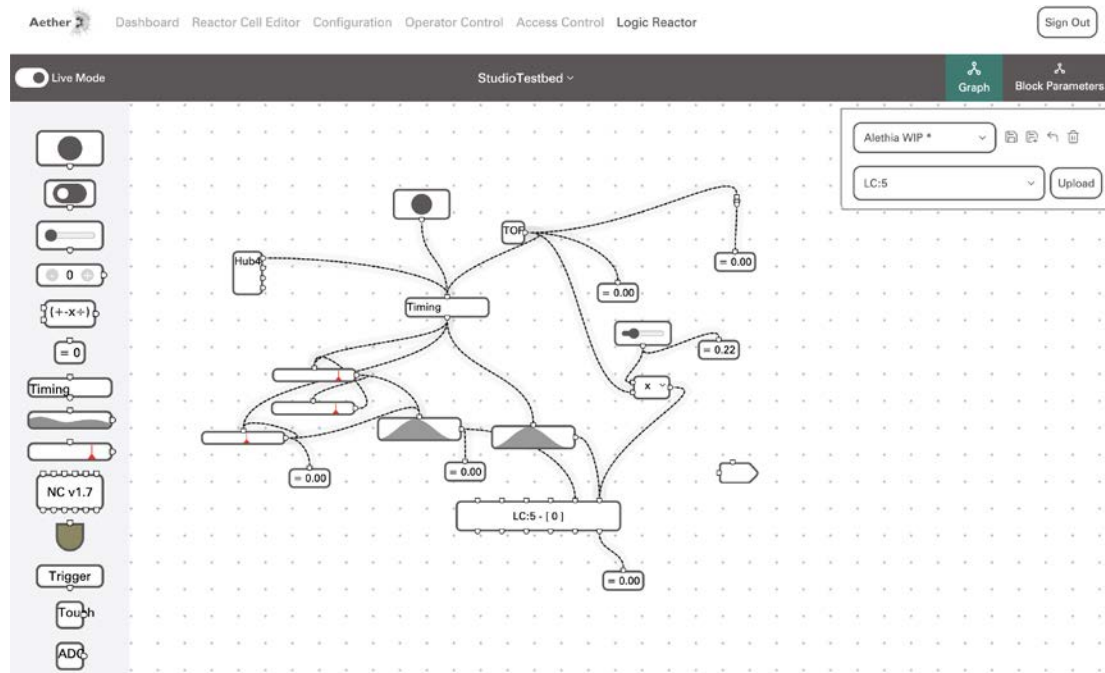 Aether Dashboard Reactor Cell Editor Configuration Operator Control Access Control Logic Reactor Sign Out
Live Mode StudioTestbed Graph Block Parameters
Alethia WIP *
LC:5 Upload
0
(+-x÷)
= 0
Timing
NC v1.7
Trigger
Touch
ADC
TOP
Hub4
= 0.00
= 0.00
Timing
= 0.22
x
= 0.00
= 0.00
LC:5 - [ 0 ]
= 0.00